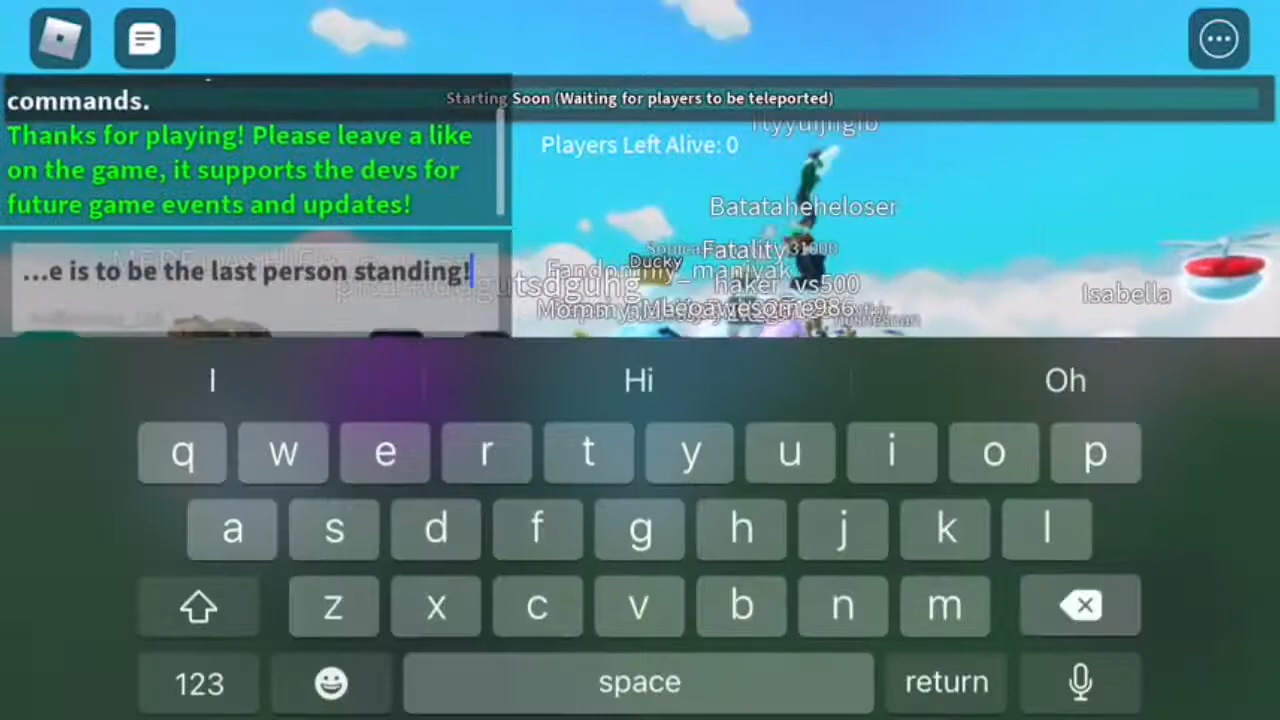 commands.
Starting Soon (Waiting for players to be teleported)
Thanks for playing! Please leave a like
on the game, it supports the devs for
future game events and updates!
Players Left Alive: 0
Batataheheloser
Fatality
Ducky
haker_vs500
Isabella
...e is to be the last person standing!
I Hi Oh
q w e r t y u i o p
a s d f g h j k l
z x c v b n m
123 space return